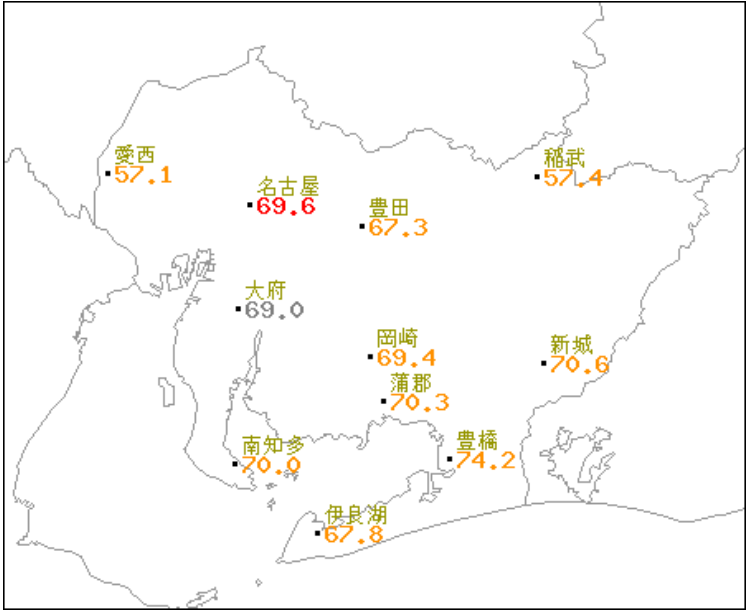 愛西
57.1
稲武
57.4
名古屋
69.6
豊田
67.3
大府
69.0
岡崎
69.4
新城
70.6
蒲郡
70.3
南知多
70.0
豊橋
74.2
伊良湖
67.8